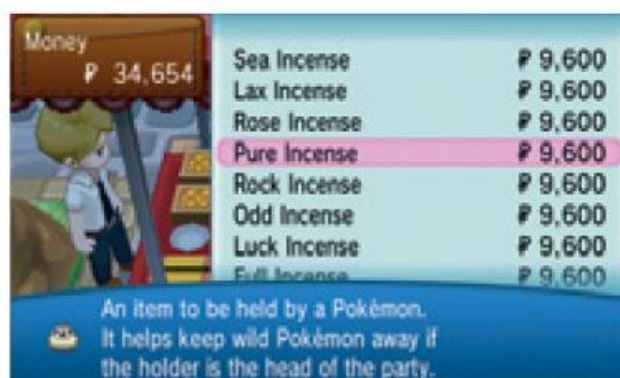 Money
₽ 34,654
Sea Incense ₽ 9,600
Lax Incense ₽ 9,600
Rose Incense ₽ 9,600
Pure Incense ₽ 9,600
Rock Incense ₽ 9,600
Odd Incense ₽ 9,600
Luck Incense ₽ 9,600
Full Incense ₽ 9,600
An item to be held by a Pokémon.
It helps keep wild Pokémon away if
the holder is the head of the party.